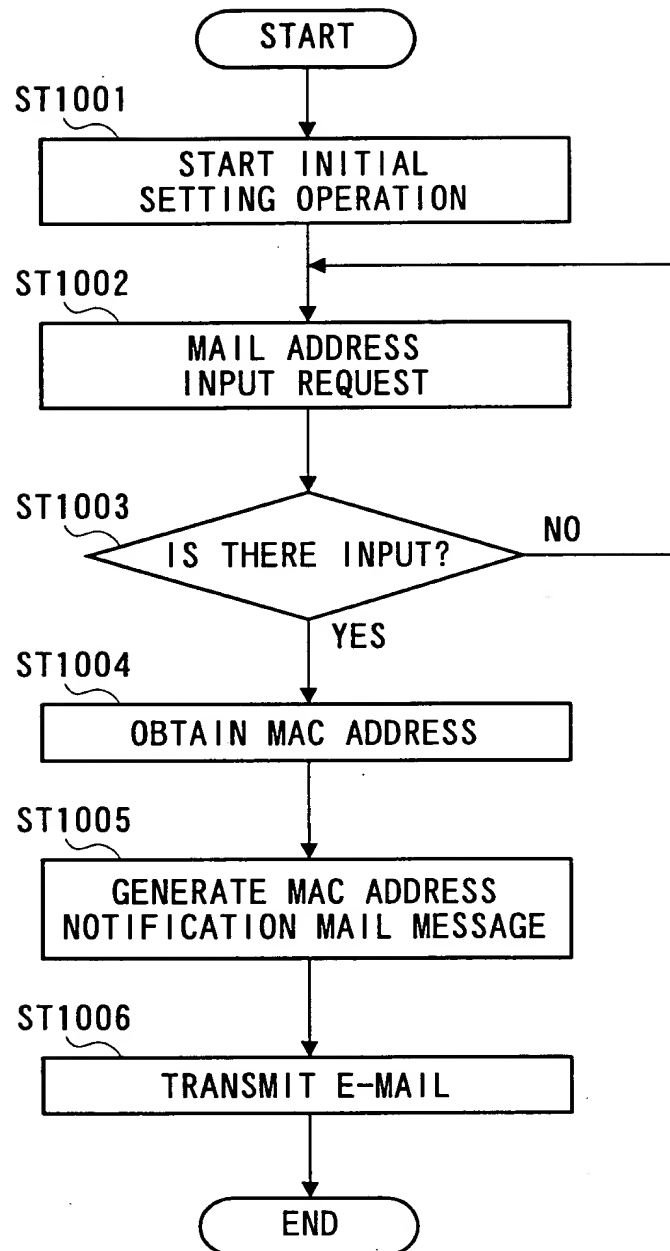 START
ST1001
START INITIAL
SETTING OPERATION
ST1002
MAIL ADDRESS
INPUT REQUEST
ST1003
IS THERE INPUT?
NO
YES
ST1004
OBTAIN MAC ADDRESS
ST1005
GENERATE MAC ADDRESS
NOTIFICATION MAIL MESSAGE
ST1006
TRANSMIT E-MAIL
END